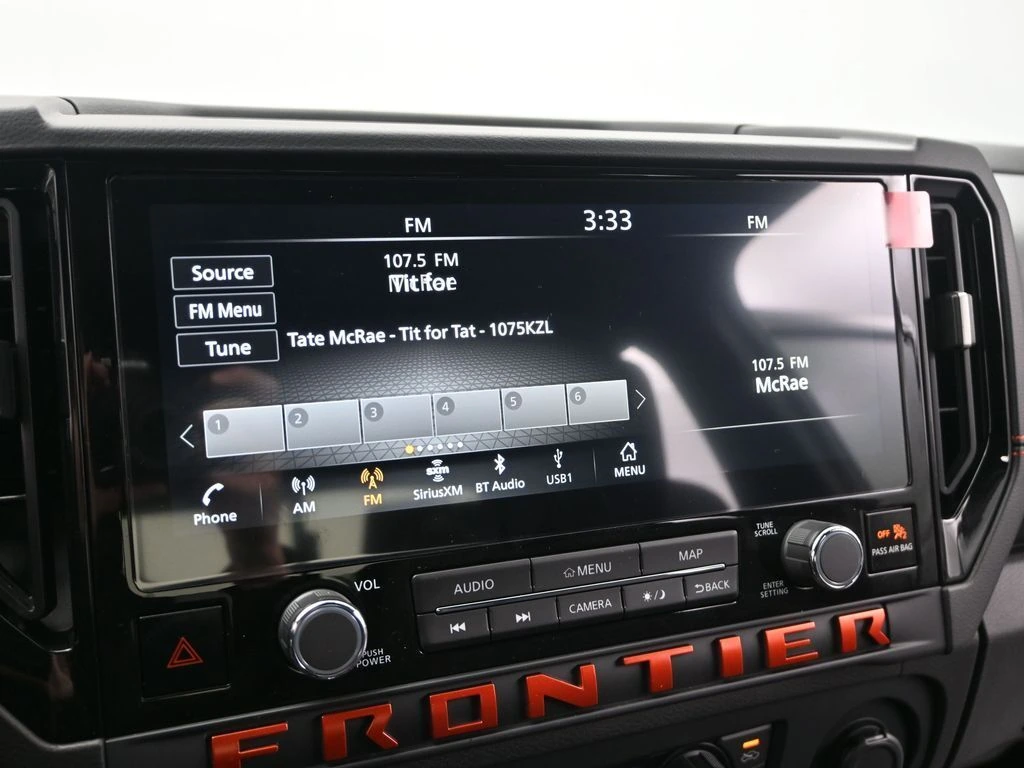 FM 3:33 FM
Source
107.5 FM
FM Menu
Tune
Tate McRae - Tit for Tat - 1075KZL
107.5 FM
McRae
1 2 3 4 5 6
Phone
AM
FM
sxm
SiriusXM
BT Audio
USB1
MENU
VOL
PUSH
POWER
AUDIO
MENU
MAP
CAMERA
BACK
TUNE
SCROLL
ENTER
SETTING
OFF 2
PASS AIR BAG
FRONTIER